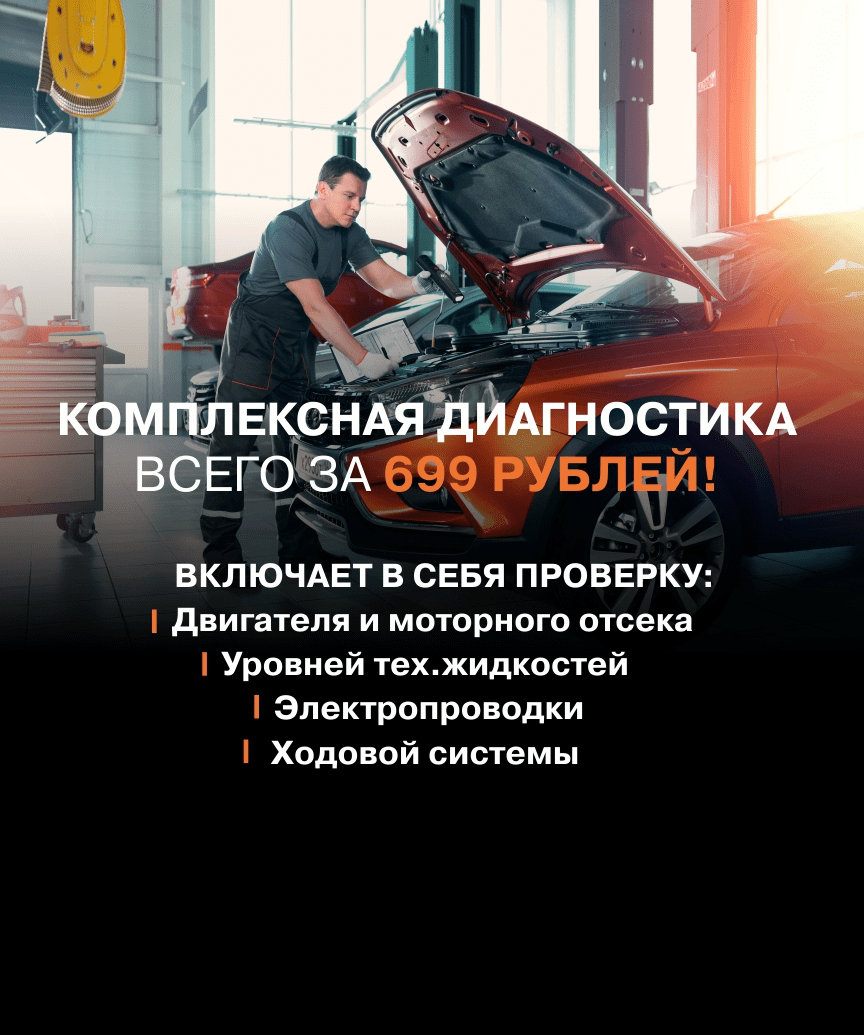 КОМПЛЕКСНАЯ ДИАГНОСТИКА
ВСЕГО ЗА 699 РУБЛЕЙ!
ВКЛЮЧАЕТ В СЕБЯ ПРОВЕРКУ:
Двигателя и моторного отсека
Уровней тех.жидкостей
Электропроводки
Ходовой системы